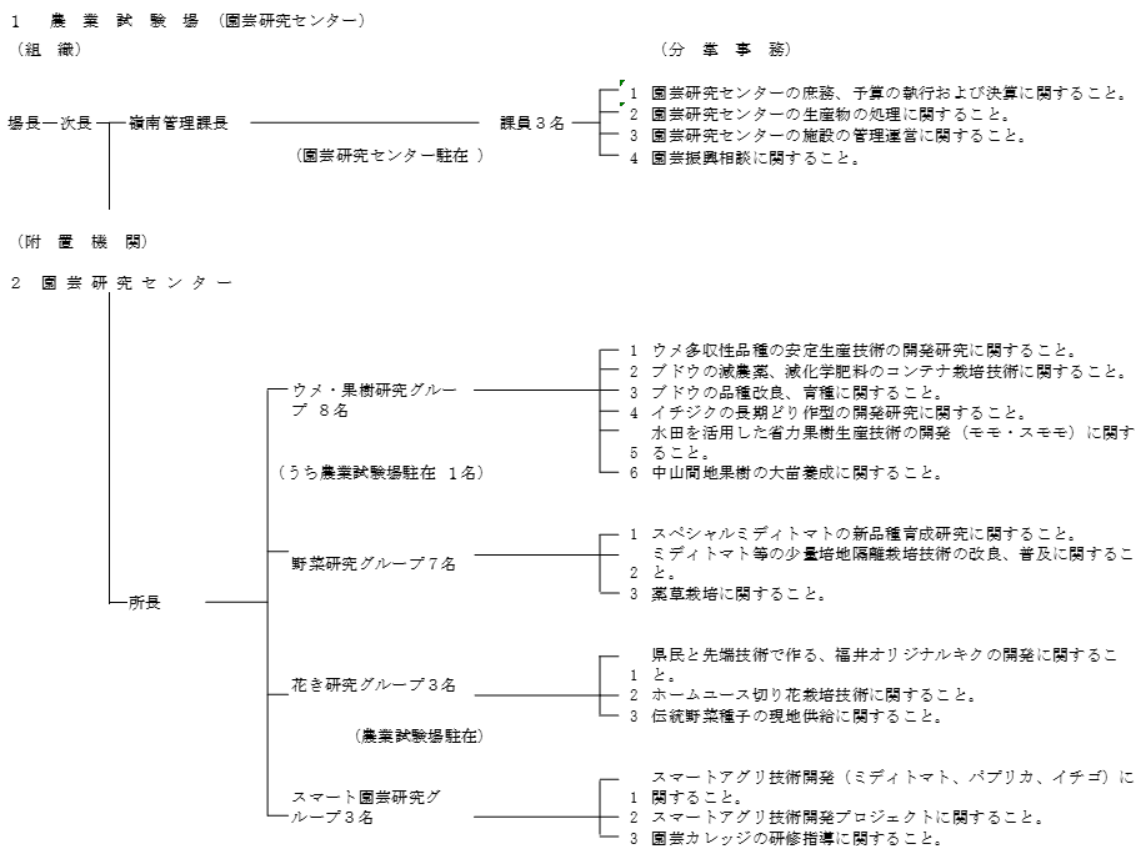 1 農 業 試 験 場 (園芸研究センター)
(組 織) (分 掌 事 務)
場長 次長 嶺南管理課長 課員3名
(園芸研究センター駐在 )
1 園芸研究センターの庶務、予算の執行および決算に関すること。
2 園芸研究センターの生産物の処理に関すること。
3 園芸研究センターの施設の管理運営に関すること。
4 園芸振興相談に関すること。
(附 置 機 関)
2 園 芸 研 究 セ ン タ ー
所長
ウメ・果樹研究グルー
プ 8名
(うち農業試験場駐在 1名)
1 ウメ多収性品種の安定生産技術の開発研究に関すること。
2 ブドウの減農薬、減化学肥料のコンテナ栽培技術に関すること。
3 ブドウの品種改良、育種に関すること。
4 イチジクの長期どり作型の開発研究に関すること。
水田を活用した省力果樹生産技術の開発(モモ・スモモ)に関す
5 ること。
6 中山間地果樹の大苗養成に関すること。
野菜研究グループ7名
1 スペシャルミディトマトの新品種育成研究に関すること。
ミディトマト等の少量培地隔離栽培技術の改良、普及に関するこ
2 と。
3 薬草栽培に関すること。
花き研究グループ3名
(農業試験場駐在)
県民と先端技術で作る、福井オリジナルキクの開発に関するこ
1 と。
2 ホームユース切り花栽培技術に関すること。
3 伝統野菜種子の現地供給に関すること。
スマート園芸研究グ
ループ3名
スマートアグリ技術開発(ミディトマト、パプリカ、イチゴ)に
1 関すること。
2 スマートアグリ技術開発プロジェクトに関すること。
3 園芸カレッジの研修指導に関すること。